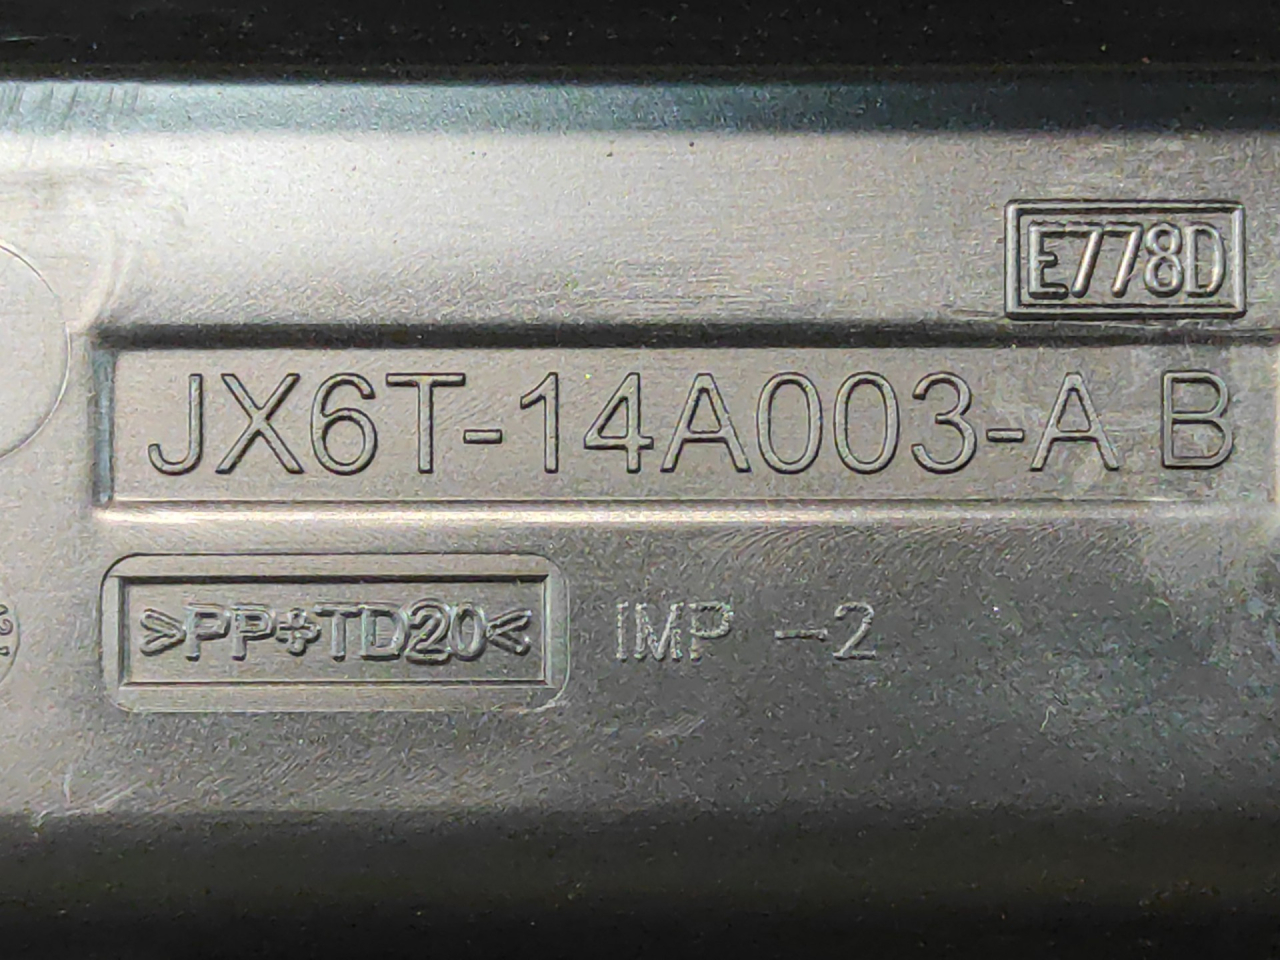 E778D
JX6T-14A003-A B
>PP+TD20<
IMP -2